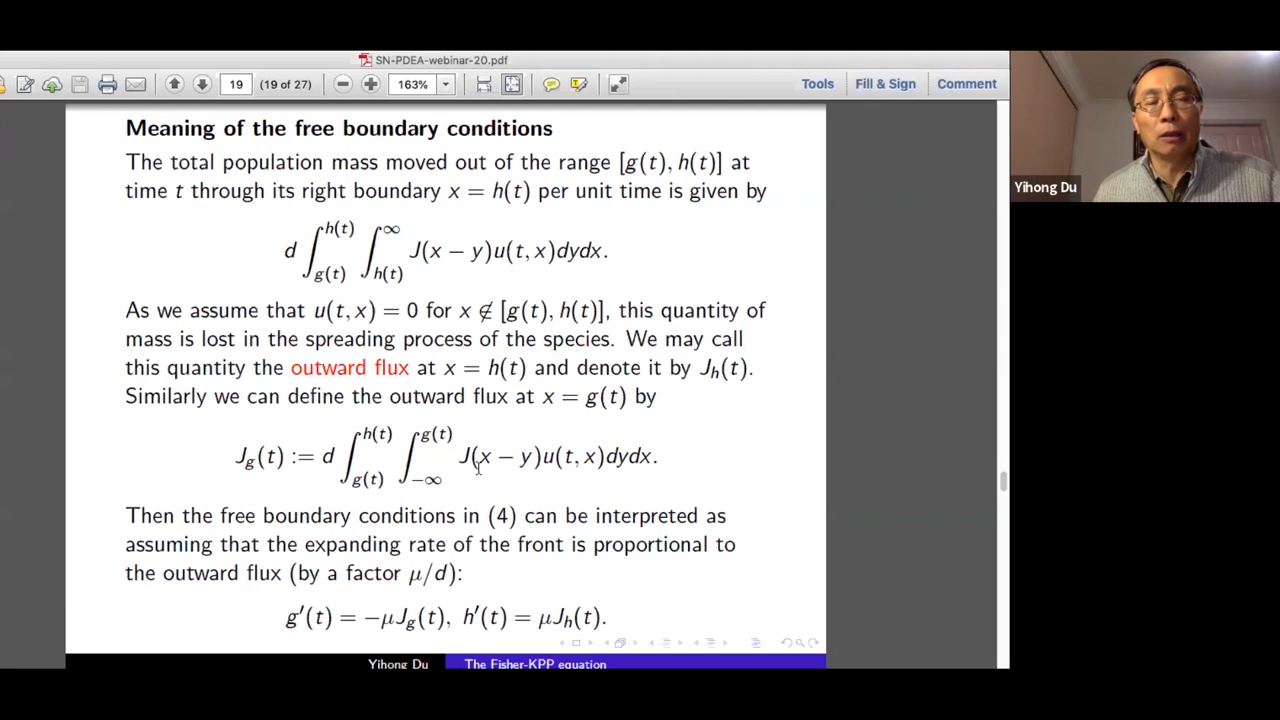 SN-PDEA-webinar-20.pdf
19 (19 of 27) 163% Tools Fill & Sign Comment
Meaning of the free boundary conditions
The total population mass moved out of the range [g(t), h(t)] at
time t through its right boundary x = h(t) per unit time is given by
d ∫_{g(t)}^{h(t)} ∫_{h(t)}^{∞} J(x − y)u(t, x)dydx.
As we assume that u(t, x) = 0 for x ∉ [g(t), h(t)], this quantity of
mass is lost in the spreading process of the species. We may call
this quantity the outward flux at x = h(t) and denote it by J_h(t).
Similarly we can define the outward flux at x = g(t) by
J_g(t) := d ∫_{g(t)}^{h(t)} ∫_{−∞}^{g(t)} J(x − y)u(t, x)dydx.
Then the free boundary conditions in (4) can be interpreted as
assuming that the expanding rate of the front is proportional to
the outward flux (by a factor μ/d):
g′(t) = −μJ_g(t), h′(t) = μJ_h(t).
Yihong Du The Fisher-KPP equation
Yihong Du